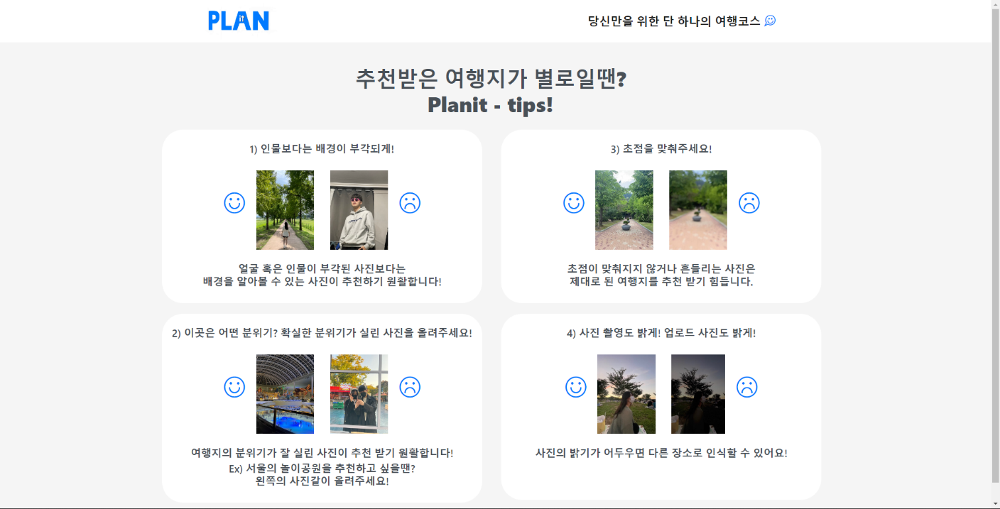 PLAN it
당신만을 위한 단 하나의 여행코스
추천받은 여행지가 별로일땐?
Planit - tips!
1) 인물보다는 배경이 부각되게!
얼굴 혹은 인물이 부각된 사진보다는
배경을 알아볼 수 있는 사진이 추천하기 원활합니다!
3) 초점을 맞춰주세요!
초점이 맞춰지지 않거나 흔들리는 사진은
제대로 된 여행지를 추천 받기 힘듭니다.
2) 이곳은 어떤 분위기? 확실한 분위기가 실린 사진을 올려주세요!
여행지의 분위기가 잘 실린 사진이 추천 받기 원활합니다!
Ex) 서울의 놀이공원을 추천하고 싶을땐?
왼쪽의 사진같이 올려주세요!
4) 사진 촬영도 밝게! 업로드 사진도 밝게!
사진의 밝기가 어두우면 다른 장소로 인식할 수 있어요!